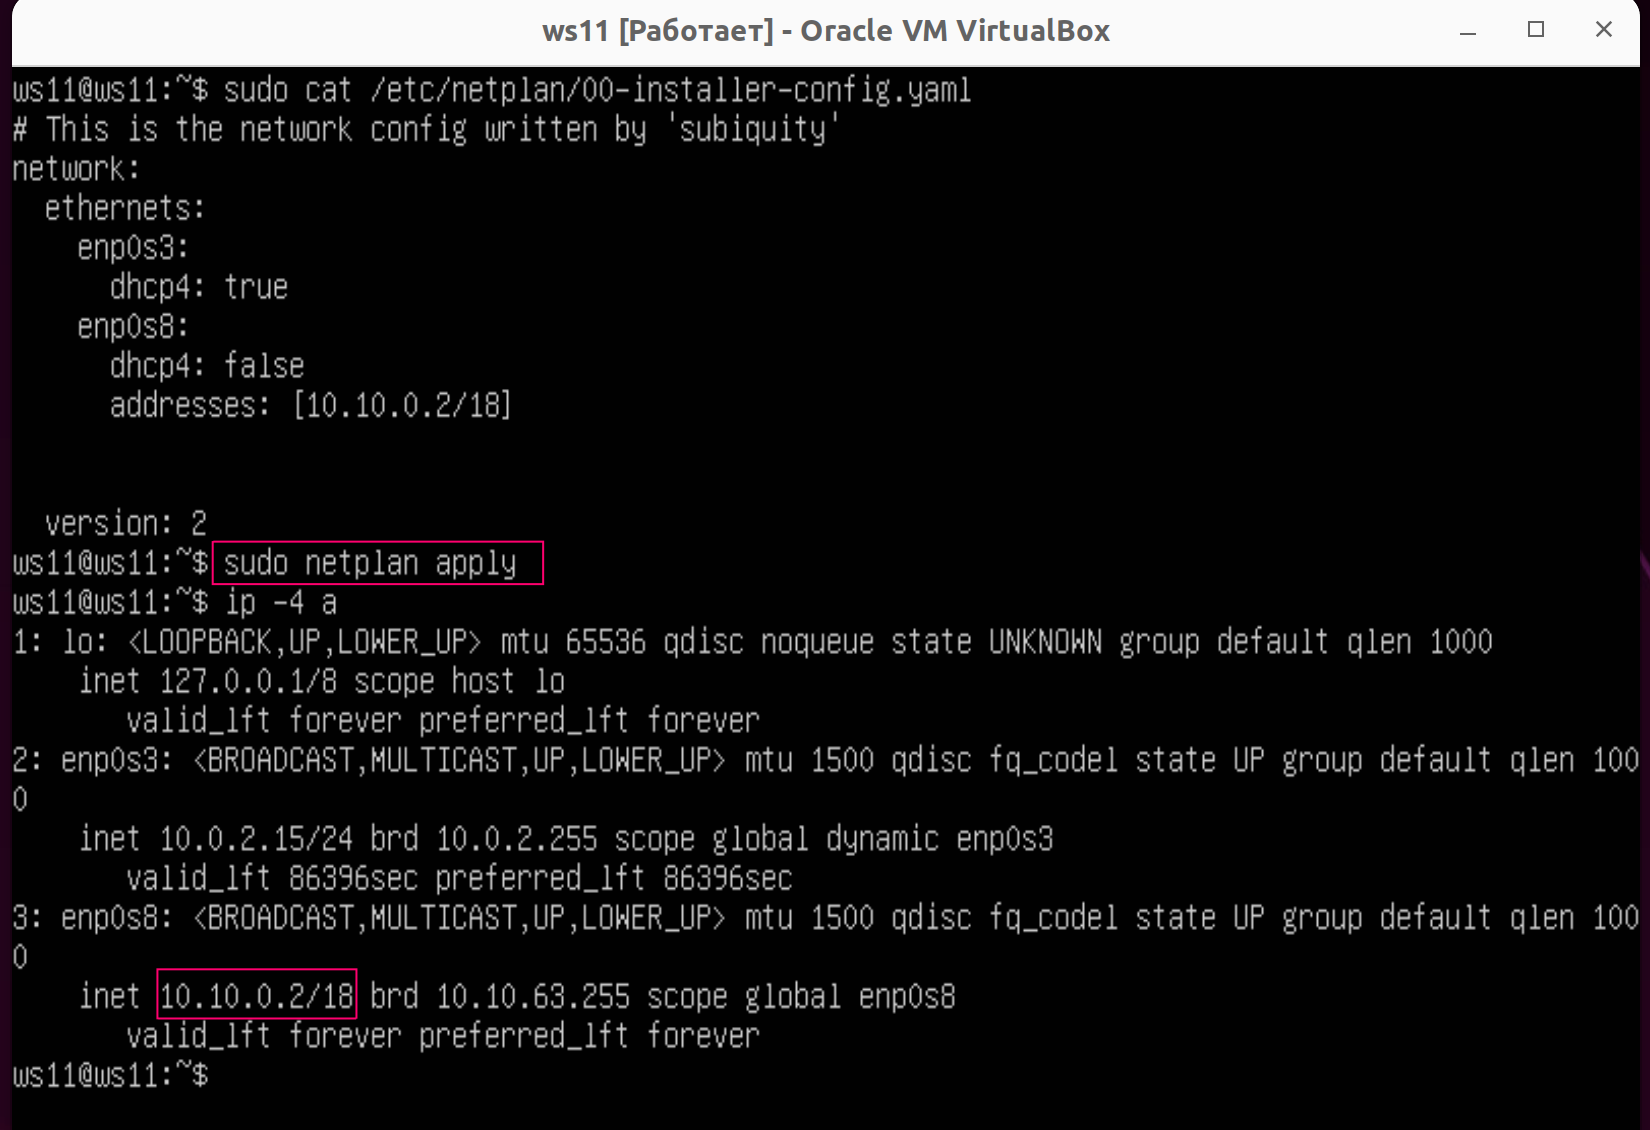 ws11 [Работает] - Oracle VM VirtualBox
ws11@ws11:~$ sudo cat /etc/netplan/00-installer-config.yaml
# This is the network config written by 'subiquity'
network:
  ethernets:
    enp0s3:
      dhcp4: true
    enp0s8:
      dhcp4: false
      addresses: [10.10.0.2/18]
  version: 2
ws11@ws11:~$ sudo netplan apply
ws11@ws11:~$ ip -4 a
1: lo: <LOOPBACK,UP,LOWER_UP> mtu 65536 qdisc noqueue state UNKNOWN group default qlen 1000
    inet 127.0.0.1/8 scope host lo
       valid_lft forever preferred_lft forever
2: enp0s3: <BROADCAST,MULTICAST,UP,LOWER_UP> mtu 1500 qdisc fq_codel state UP group default qlen 100
0
    inet 10.0.2.15/24 brd 10.0.2.255 scope global dynamic enp0s3
       valid_lft 86396sec preferred_lft 86396sec
3: enp0s8: <BROADCAST,MULTICAST,UP,LOWER_UP> mtu 1500 qdisc fq_codel state UP group default qlen 100
0
    inet 10.10.0.2/18 brd 10.10.63.255 scope global enp0s8
       valid_lft forever preferred_lft forever
ws11@ws11:~$